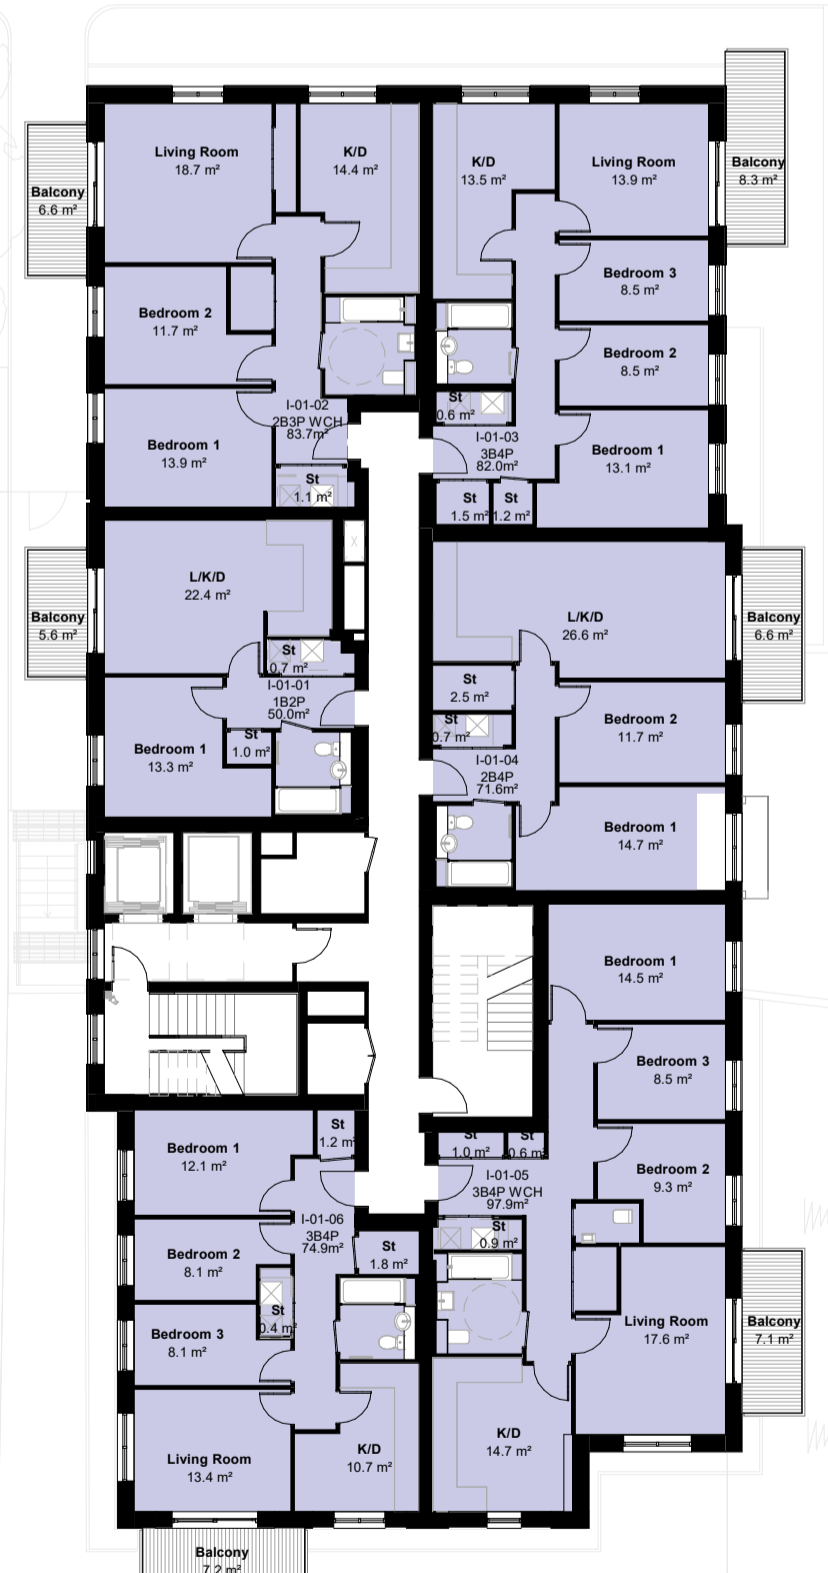 Living Room
18.7 m²
K/D
14.4 m²
K/D
13.5 m²
Living Room
13.9 m²
Balcony
8.3 m²
Balcony
6.6 m²
Bedroom 3
8.5 m²
Bedroom 2
11.7 m²
Bedroom 2
8.5 m²
I-01-02
2B3P WCH
83.7m²
St
0.6 m²
Bedroom 1
13.9 m²
I-01-03
3B4P
82.0m²
Bedroom 1
13.1 m²
St
1.1 m²
St
1.5 m²
St
1.2 m²
L/K/D
22.4 m²
Balcony
5.6 m²
L/K/D
26.6 m²
Balcony
6.6 m²
St
0.7 m²
I-01-01
1B2P
50.0m²
St
2.5 m²
Bedroom 2
11.7 m²
St
0.7 m²
Bedroom 1
13.3 m²
St
1.0 m²
I-01-04
2B4P
71.6m²
Bedroom 1
14.7 m²
Bedroom 1
14.5 m²
Bedroom 3
8.5 m²
St
1.2 m²
Bedroom 1
12.1 m²
St
1.0 m²
St
0.6 m²
Bedroom 2
9.3 m²
I-01-05
3B4P WCH
97.9m²
I-01-06
3B4P
74.9m²
St
0.9 m²
Bedroom 2
8.1 m²
St
1.8 m²
St
0.4 m²
Bedroom 3
8.1 m²
Living Room
17.6 m²
Balcony
7.1 m²
Living Room
13.4 m²
K/D
10.7 m²
K/D
14.7 m²
Balcony
7.2 m²